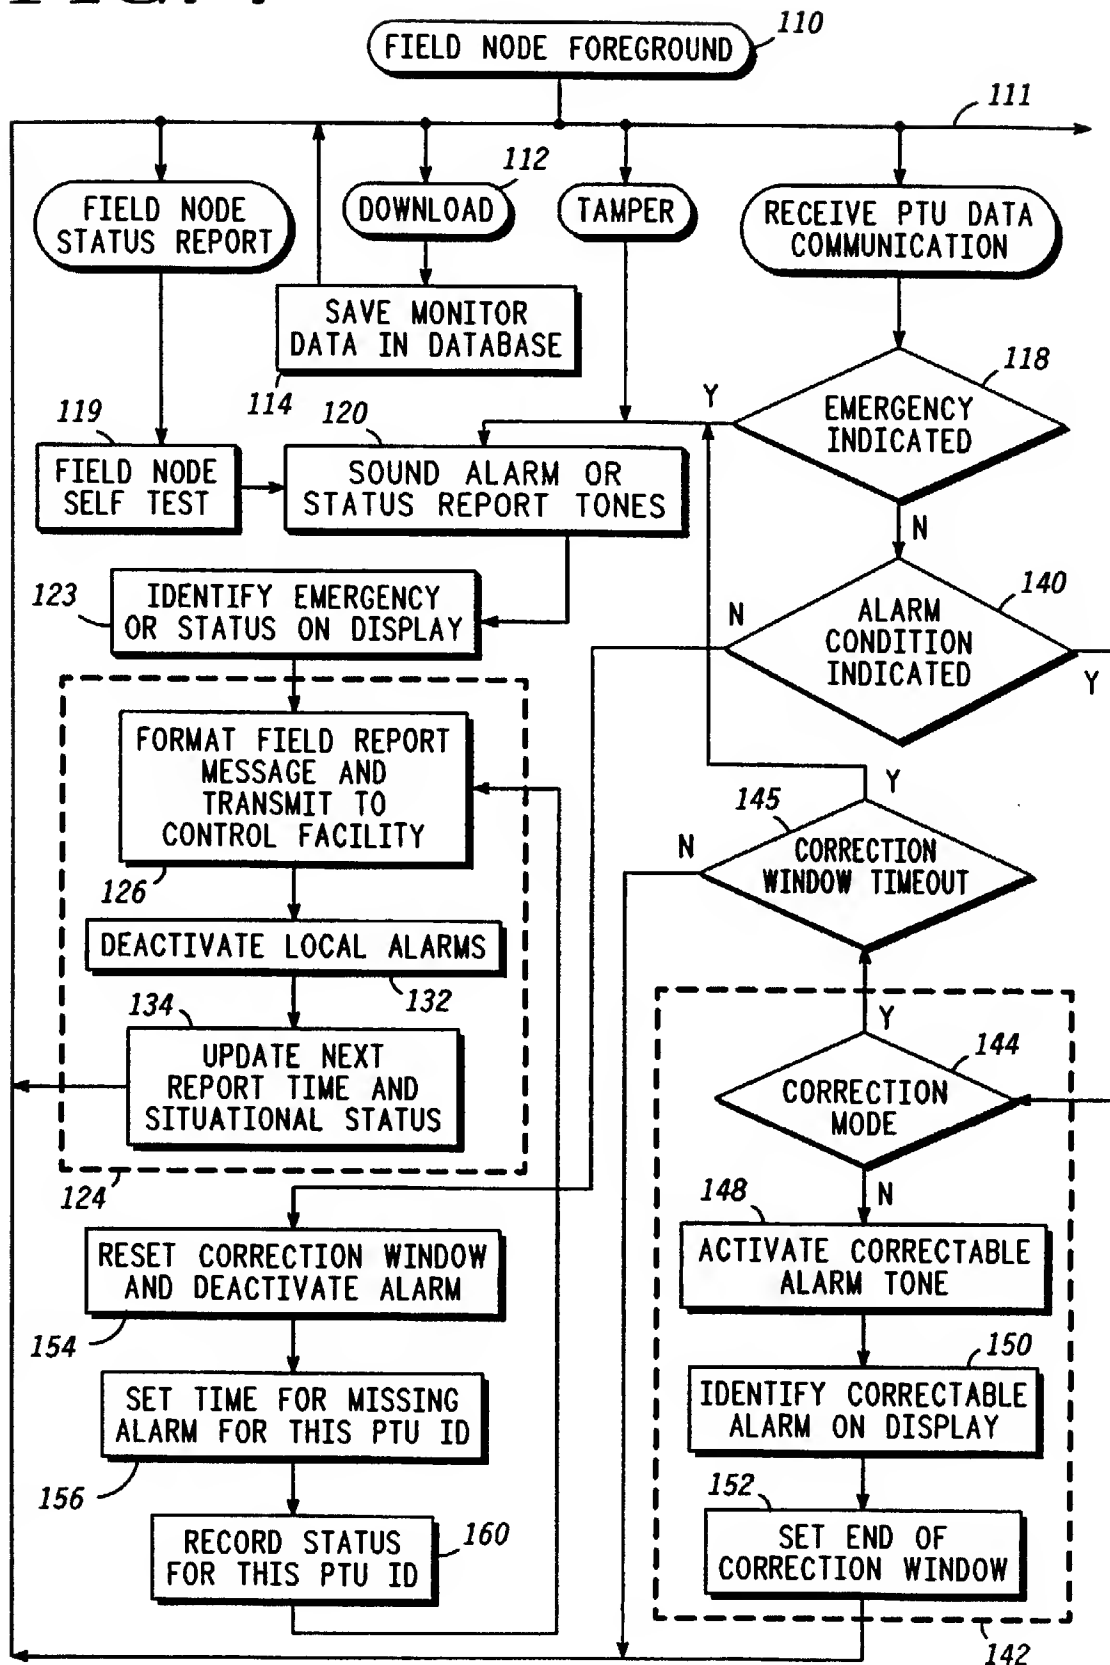 110
FIELD NODE FOREGROUND
111
112
FIELD NODE
STATUS REPORT
DOWNLOAD
TAMPER
RECEIVE PTU DATA
COMMUNICATION
SAVE MONITOR
DATA IN DATABASE
114
118
Y
EMERGENCY
INDICATED
N
119
FIELD NODE
SELF TEST
120
SOUND ALARM OR
STATUS REPORT TONES
123
IDENTIFY EMERGENCY
OR STATUS ON DISPLAY
140
N
ALARM
CONDITION
INDICATED
Y
FORMAT FIELD REPORT
MESSAGE AND
TRANSMIT TO
CONTROL FACILITY
126
145
Y
N
CORRECTION
WINDOW TIMEOUT
DEACTIVATE LOCAL ALARMS
132
134
UPDATE NEXT
REPORT TIME AND
SITUATIONAL STATUS
124
Y
144
CORRECTION
MODE
N
148
ACTIVATE CORRECTABLE
ALARM TONE
RESET CORRECTION WINDOW
AND DEACTIVATE ALARM
154
150
IDENTIFY CORRECTABLE
ALARM ON DISPLAY
SET TIME FOR MISSING
ALARM FOR THIS PTU ID
156
152
SET END OF
CORRECTION WINDOW
RECORD STATUS
FOR THIS PTU ID
160
142